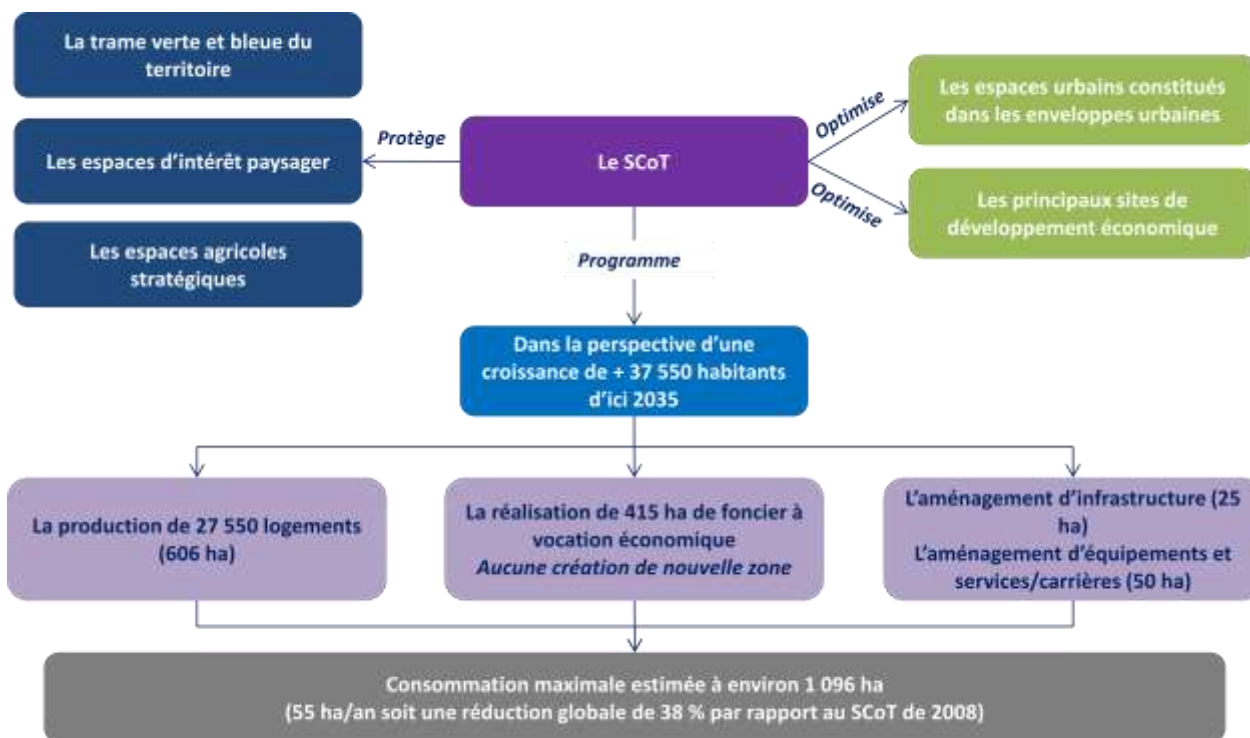 La trame verte et bleue du
territoire
Les espaces d'intérêt paysager
Les espaces agricoles
stratégiques
Protège
Le SCoT
Optimise
Optimise
Les espaces urbains constitués
dans les enveloppes urbaines
Les principaux sites de
développement économique
Programme
Dans la perspective d'une
croissance de + 37 550 habitants
d'ici 2035
La production de 27 550 logements
(606 ha)
La réalisation de 415 ha de foncier à
vocation économique
Aucune création de nouvelle zone
L'aménagement d'infrastructure (25
ha)
L'aménagement d'équipements et
services/carrières (50 ha)
Consommation maximale estimée à environ 1 096 ha
(55 ha/an soit une réduction globale de 38 % par rapport au SCoT de 2008)